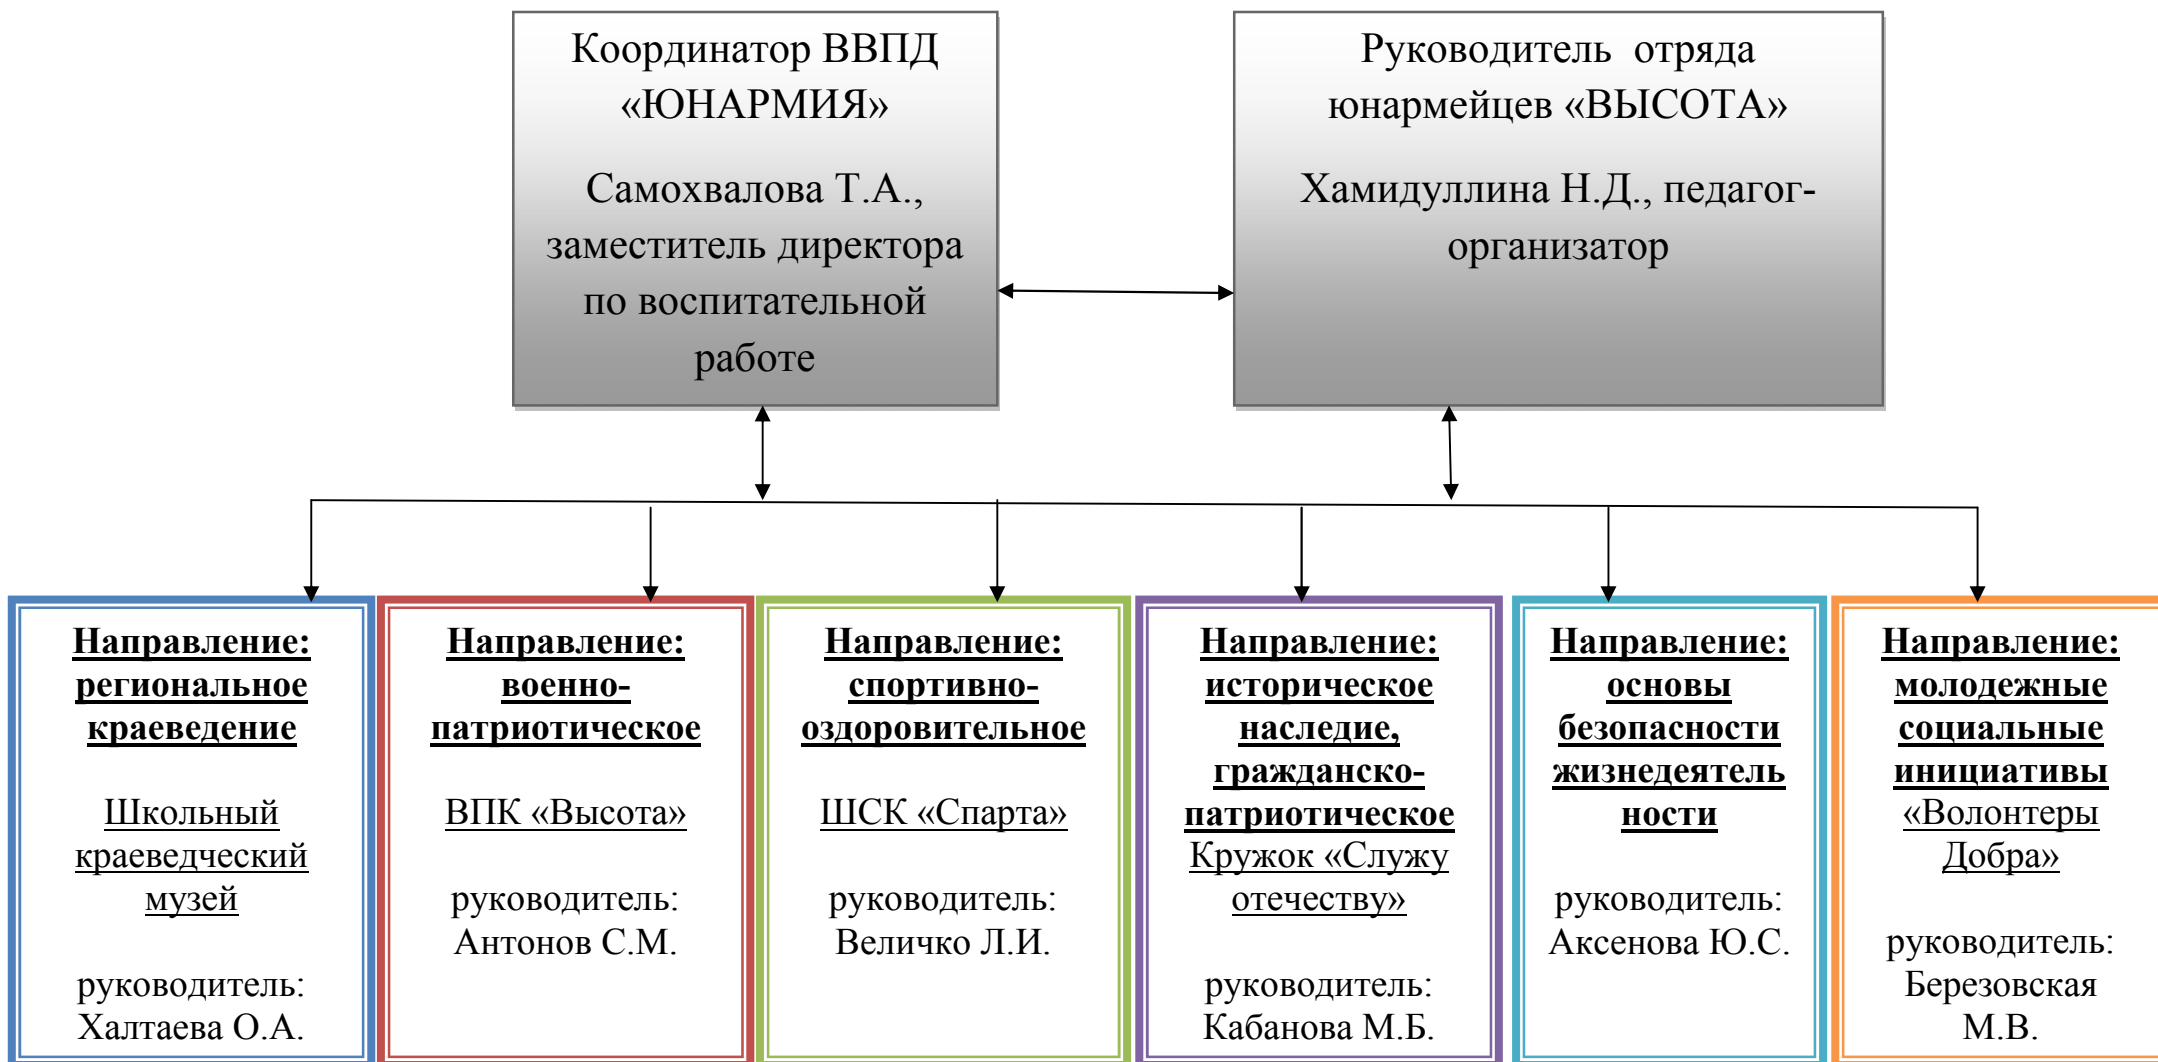 Координатор ВВПД
«ЮНАРМИЯ»
Самохвалова Т.А.,
заместитель директора
по воспитательной
работе
Руководитель отряда
юнармейцев «ВЫСОТА»
Хамидуллина Н.Д., педагог-
организатор
Направление:
региональное
краеведение
Школьный
краеведческий
музей
руководитель:
Халтаева О.А.
Направление:
военно-
патриотическое
ВПК «Высота»
руководитель:
Антонов С.М.
Направление:
спортивно-
оздоровительное
ШСК «Спарта»
руководитель:
Величко Л.И.
Направление:
историческое
наследие,
гражданско-
патриотическое
Кружок «Служу
отечеству»
руководитель:
Кабанова М.Б.
Направление:
основы
безопасности
жизнедеятель
ности
руководитель:
Аксенова Ю.С.
Направление:
молодежные
социальные
инициативы
«Волонтеры
Добра»
руководитель:
Березовская
М.В.